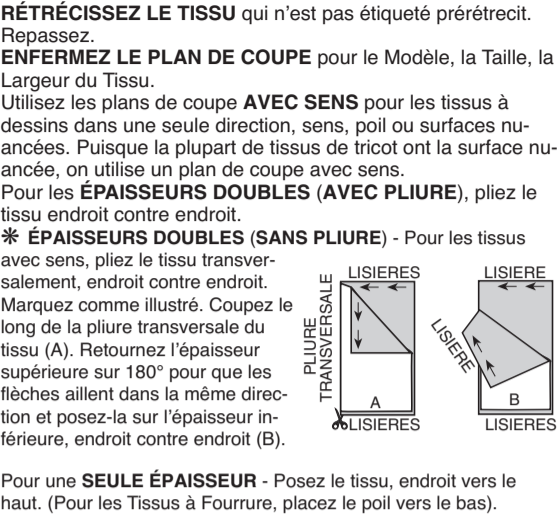 RÉTRÉCISSEZ LE TISSU qui n'est pas étiqueté prérétrecit.
Repassez.
ENFERMEZ LE PLAN DE COUPE pour le Modèle, la Taille, la
Largeur du Tissu.
Utilisez les plans de coupe AVEC SENS pour les tissus à
dessins dans une seule direction, sens, poil ou surfaces nu-
ancées. Puisque la plupart de tissus de tricot ont la surface nu-
ancée, on utilise un plan de coupe avec sens.
Pour les ÉPAISSEURS DOUBLES (AVEC PLIURE), pliez le
tissu endroit contre endroit.
❋ ÉPAISSEURS DOUBLES (SANS PLIURE) - Pour les tissus
avec sens, pliez le tissu transver-
salement, endroit contre endroit.
Marquez comme illustré. Coupez le
long de la pliure transversale du
tissu (A). Retournez l'épaisseur
supérieure sur 180° pour que les
flèches aillent dans la même direc-
tion et posez-la sur l'épaisseur in-
férieure, endroit contre endroit (B).
LISIERES
PLIURE
TRANSVERSALE
A
LISIERES
LISIERE
LISIERE
B
LISIERES
Pour une SEULE ÉPAISSEUR - Posez le tissu, endroit vers le
haut. (Pour les Tissus à Fourrure, placez le poil vers le bas).